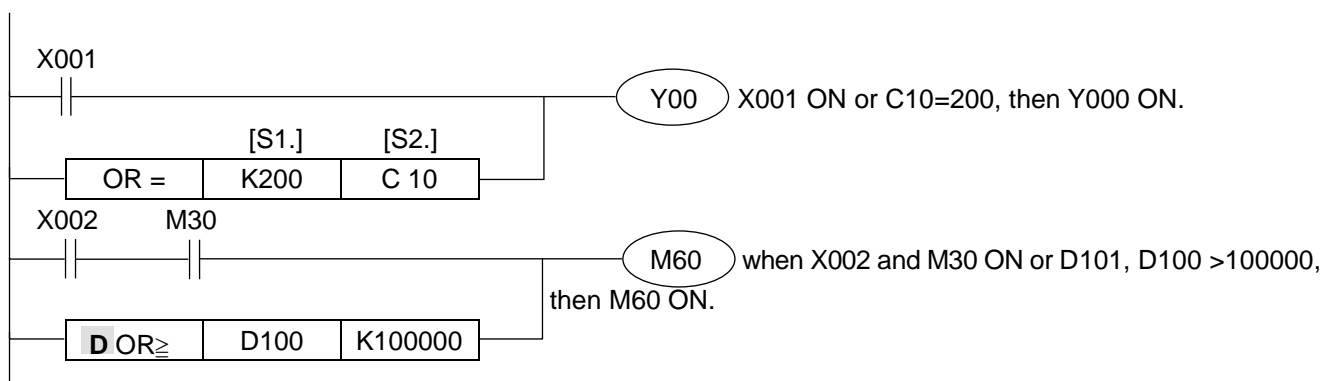 X001
Y00 X001 ON or C10=200, then Y000 ON.
[S1.] [S2.]
OR = K200 C 10
X002 M30
M60 when X002 and M30 ON or D101, D100 >100000,
then M60 ON.
D OR≧ D100 K100000